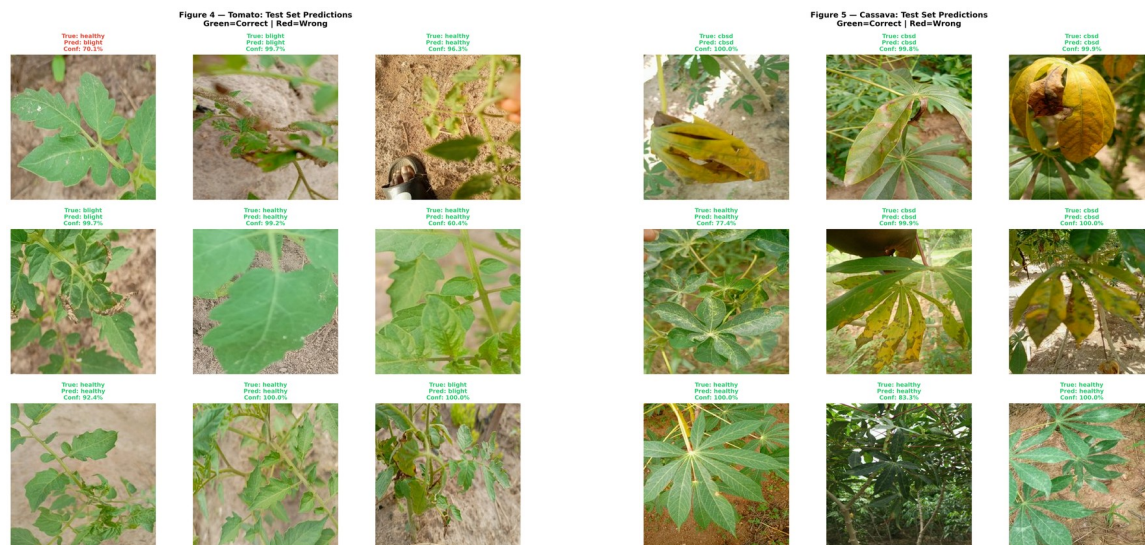 Figure 4 — Tomato: Test Set Predictions
Green=Correct | Red=Wrong
True: healthy
Pred: blight
Conf: 70.1%
True: blight
Pred: blight
Conf: 99.7%
True: healthy
Pred: healthy
Conf: 96.3%
True: blight
Pred: blight
Conf: 99.7%
True: healthy
Pred: healthy
Conf: 99.2%
True: healthy
Pred: healthy
Conf: 60.4%
True: healthy
Pred: healthy
Conf: 92.4%
True: healthy
Pred: healthy
Conf: 100.0%
True: blight
Pred: blight
Conf: 100.0%
Figure 5 — Cassava: Test Set Predictions
Green=Correct | Red=Wrong
True: cbsd
Pred: cbsd
Conf: 100.0%
True: cbsd
Pred: cbsd
Conf: 99.8%
True: cbsd
Pred: cbsd
Conf: 99.9%
True: healthy
Pred: healthy
Conf: 77.4%
True: cbsd
Pred: cbsd
Conf: 99.9%
True: cbsd
Pred: cbsd
Conf: 100.0%
True: healthy
Pred: healthy
Conf: 100.0%
True: healthy
Pred: healthy
Conf: 83.3%
True: healthy
Pred: healthy
Conf: 100.0%